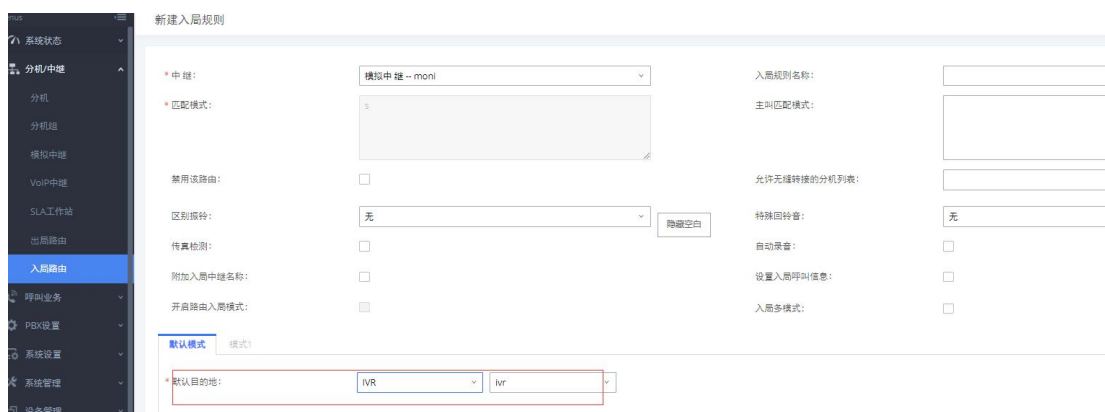 nus
新建入局规则
系统状态
分机/中继
分机
分机组
模拟中继
VoIP中继
SLA工作站
出局路由
入局路由
呼叫业务
PBX设置
系统设置
系统管理
设备管理
* 中继：
模拟中 继 -- moni
入局规则名称：
* 匹配模式：
s
主叫匹配模式：
禁用该路由：
允许无缝转接的分机列表：
区别振铃：
无
隐藏空白
特殊回铃音：
无
传真检测：
自动录音：
附加入局中继名称：
设置入局呼叫信息：
开启路由入局模式：
入局多模式：
默认模式
模式1
* 默认目的地：
IVR
ivr